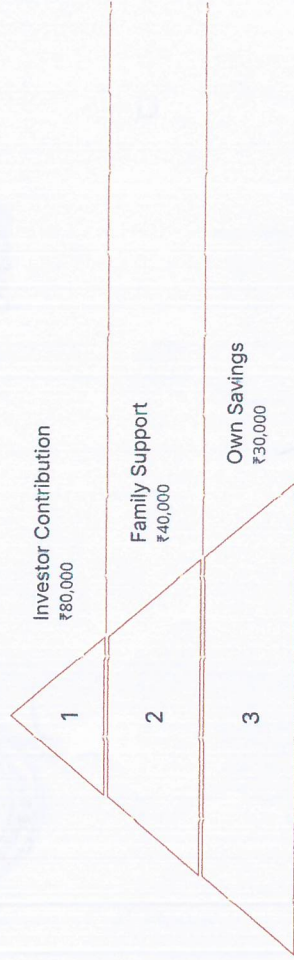 1
Investor Contribution
₹80,000
2
Family Support
₹40,000
3
Own Savings
₹30,000